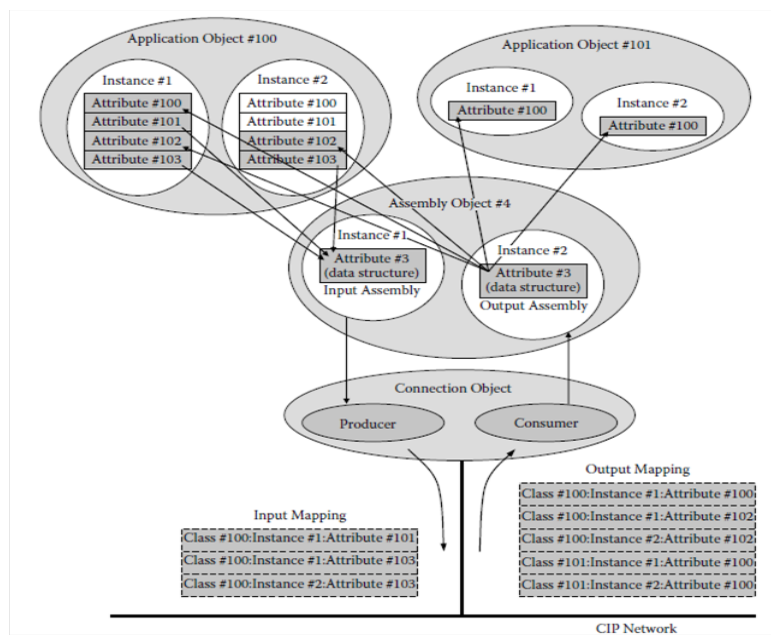 Application Object #100
Application Object #101
Instance #1
Attribute #100
Attribute #101
Attribute #102
Attribute #103
Instance #2
Attribute #100
Attribute #101
Attribute #102
Attribute #103
Instance #1
Attribute #100
Instance #2
Attribute #100
Assembly Object #4
Instance #1
Attribute #3
(data structure)
Input Assembly
Instance #2
Attribute #3
(data structure)
Output Assembly
Connection Object
Producer
Consumer
Input Mapping
Class #100:Instance #1:Attribute #101
Class #100:Instance #1:Attribute #103
Class #100:Instance #2:Attribute #103
Output Mapping
Class #100:Instance #1:Attribute #100
Class #100:Instance #1:Attribute #102
Class #100:Instance #2:Attribute #102
Class #101:Instance #1:Attribute #100
Class #101:Instance #2:Attribute #100
CIP Network